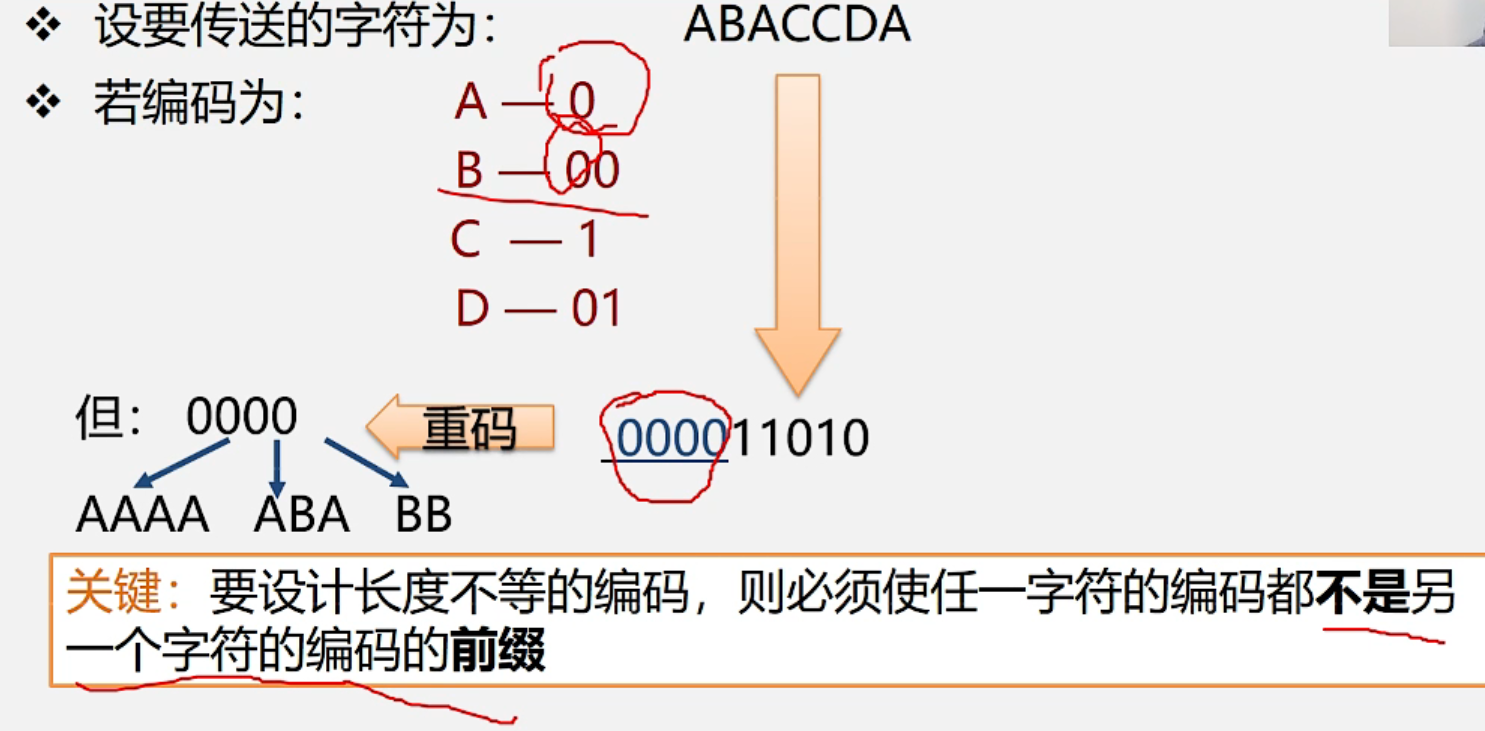 ❖ 设要传送的字符为： ABACCDA
❖ 若编码为： A — 0
B — 00
C — 1
D — 01
但： 0000 重码 000011010
AAAA ABA BB
关键：要设计长度不等的编码，则必须使任一字符的编码都不是另
一个字符的编码的前缀